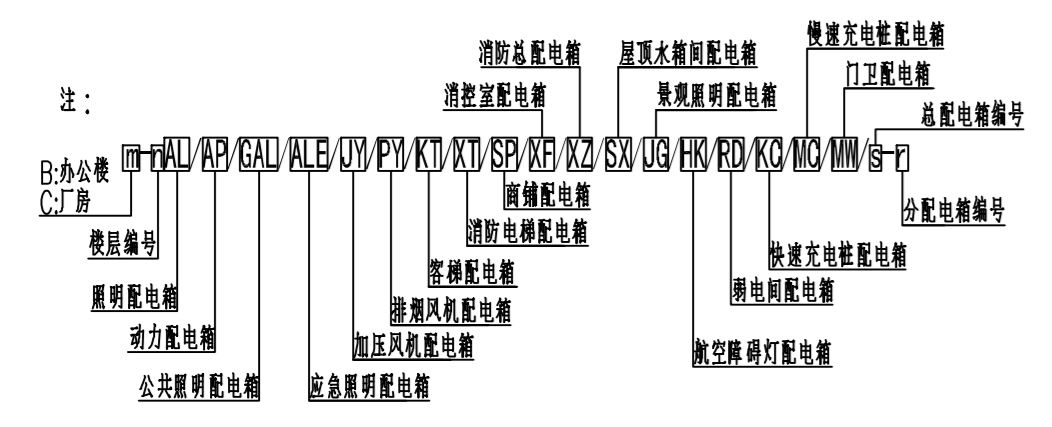 慢速充电桩配电箱
消防总配电箱
屋顶水箱间配电箱
门卫配电箱
消控室配电箱
景观照明配电箱
注：
总配电箱编号
m-nAL/AP/GAL/ALE/JY/PY/KT/XT/SP/XF/XZ/SX/JG/HK/RD/KC/MC/MW/s-r
B:办公楼
C:厂房
商铺配电箱
分配电箱编号
楼层编号
消防电梯配电箱
快速充电桩配电箱
客梯配电箱
照明配电箱
弱电间配电箱
排烟风机配电箱
动力配电箱
加压风机配电箱
航空障碍灯配电箱
公共照明配电箱
应急照明配电箱